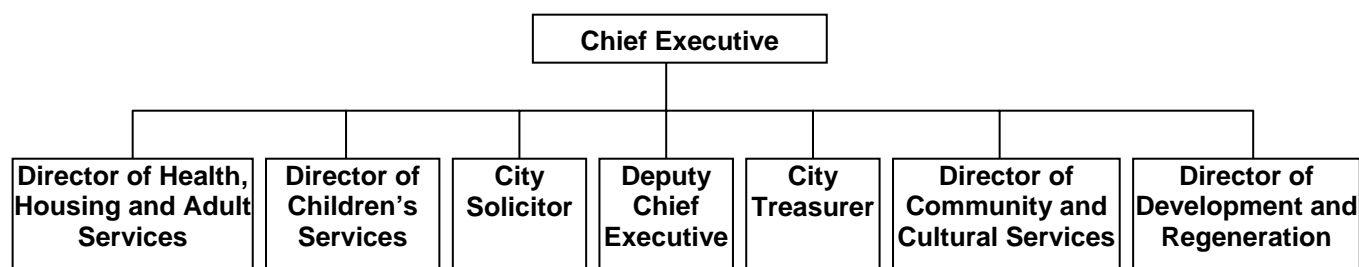 Chief Executive
Director of Health,
Housing and Adult
Services
Director of
Children's
Services
City
Solicitor
Deputy
Chief
Executive
City
Treasurer
Director of
Community and
Cultural Services
Director of
Development and
Regeneration